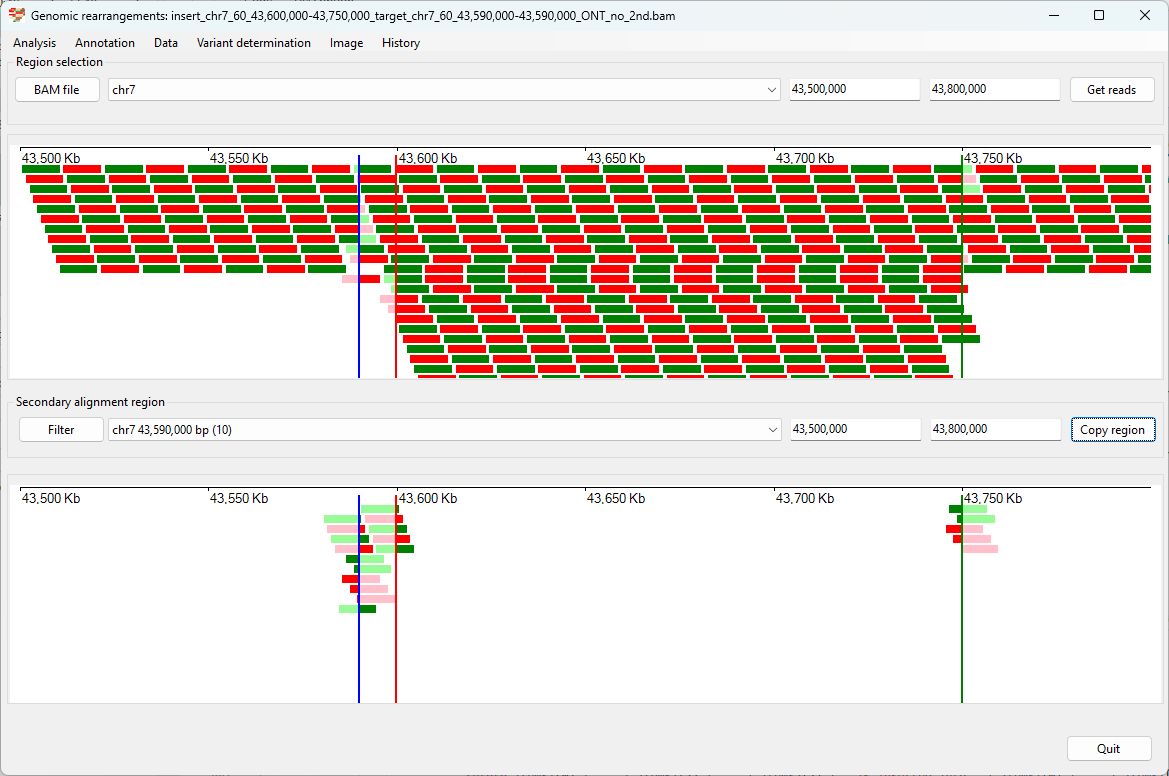 Genomic rearrangements: insert_chr7_60_43,600,000-43,750,000_target_chr7_60_43,590,000-43,590,000_ONT_no_2nd.bam
Analysis Annotation Data Variant determination Image History
Region selection
BAM file chr7 43,500,000 43,800,000 Get reads
43,500 Kb 43,550 Kb 43,600 Kb 43,650 Kb 43,700 Kb 43,750 Kb
Secondary alignment region
Filter chr7 43,590,000 bp (10) 43,500,000 43,800,000 Copy region
43,500 Kb 43,550 Kb 43,600 Kb 43,650 Kb 43,700 Kb 43,750 Kb
Quit